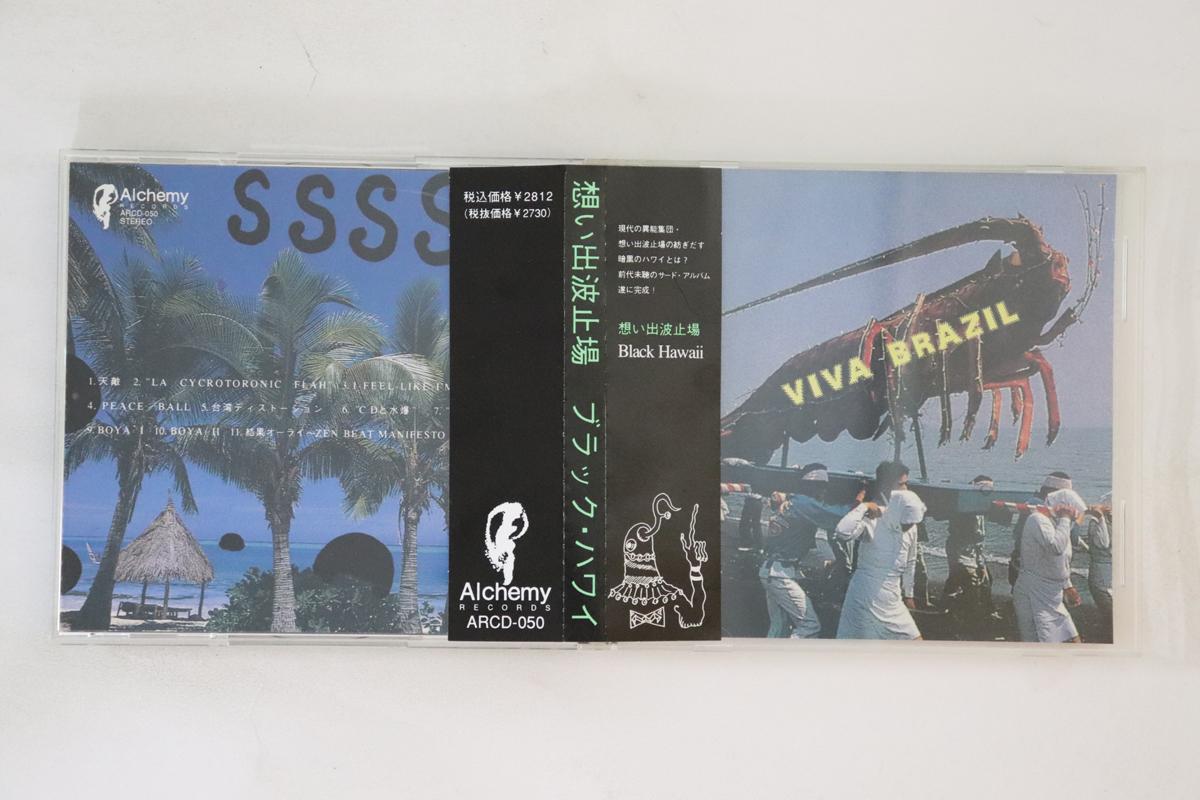 Alchemy
RECORDS
ARCD-050
STEREO
SSSS
1.天敵 2."LA CYCROTORONIC FLAH" 3.I FEEL LIKE I'M
4.PEACE BALL 5.台湾ディストーション 6."CDと水爆" 7.
9.BOYA I 10.BOYA II 11.結果オーライ〜ZEN BEAT MANIFESTO
税込価格￥2812
(税抜価格￥2730)
Alchemy
RECORDS
ARCD-050
想い出波止場 ブラック・ハワイ
現代の異能集団・
想い出波止場の紡ぎだす
暗黒のハワイとは？
前代未聴のサード・アルバム
遂に完成！
想い出波止場
Black Hawaii
VIVA BRAZIL